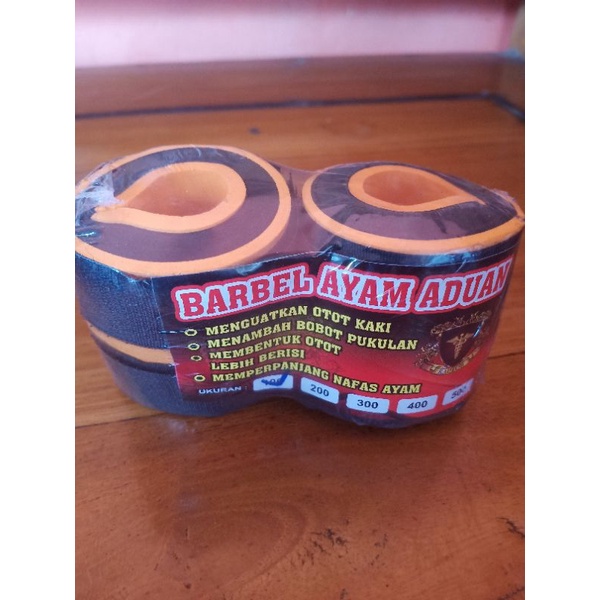 BARBEL AYAM ADUAN
MENGUATKAN OTOT KAKI
MENAMBAH BOBOT PUKULAN
MEMBENTUK OTOT
LEBIH BERISI
MEMPERPANJANG NAFAS AYAM
UKURAN 100 200 300 400 500